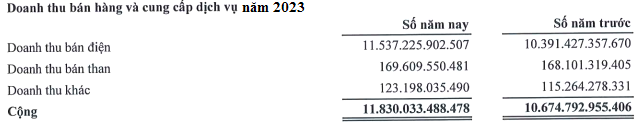 Doanh thu bán hàng và cung cấp dịch vụ năm 2023
Số năm nay Số năm trước
Doanh thu bán điện 11.537.225.902.507 10.391.427.357.670
Doanh thu bán than 169.609.550.481 168.101.319.405
Doanh thu khác 123.198.035.490 115.264.278.331
Cộng 11.830.033.488.478 10.674.792.955.406